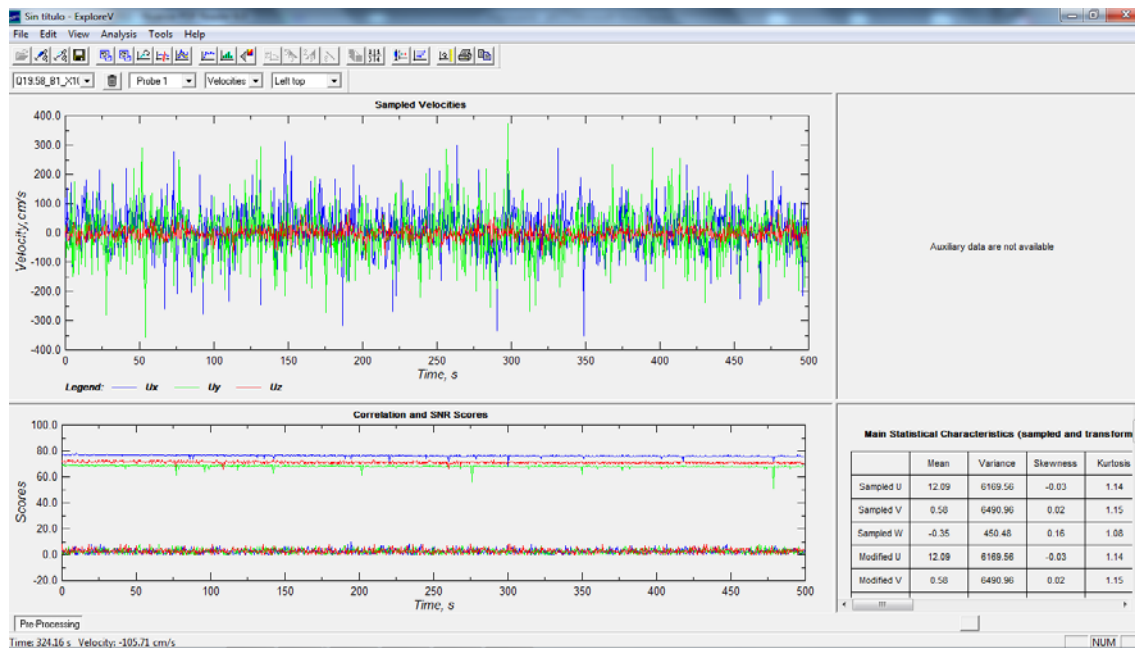 Sin título - ExploreV
File Edit View Analysis Tools Help
Q19.58_B1_X1( Probe 1 Velocities Left top
Sampled Velocities
400.0
300.0
200.0
100.0
0.0
-100.0
-200.0
-300.0
-400.0
Velocity,cm/s
0 50 100 150 200 250 300 350 400 450 500
Time, s
Legend: Ux Uy Uz
Auxiliary data are not available
Correlation and SNR Scores
100.0
80.0
60.0
40.0
20.0
0.0
-20.0
Scores
0 50 100 150 200 250 300 350 400 450 500
Time, s
Main Statistical Characteristics (sampled and transform
Mean Variance Skewness Kurtosis
Sampled U 12.09 6169.56 -0.03 1.14
Sampled V 0.58 6490.96 0.02 1.15
Sampled W -0.35 450.48 0.16 1.08
Modified U 12.09 6169.56 -0.03 1.14
Modified V 0.58 6490.96 0.02 1.15
Pre-Processing
Time: 324.16 s Velocity: -105.71 cm/s
NUM